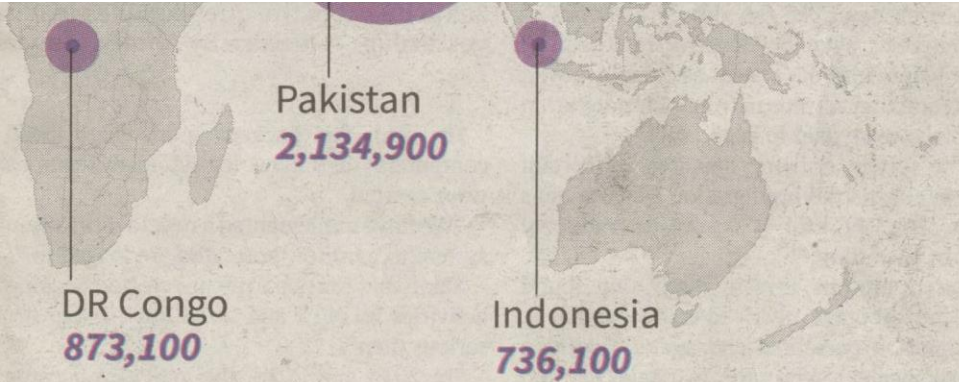 Pakistan
2,134,900
DR Congo
873,100
Indonesia
736,100